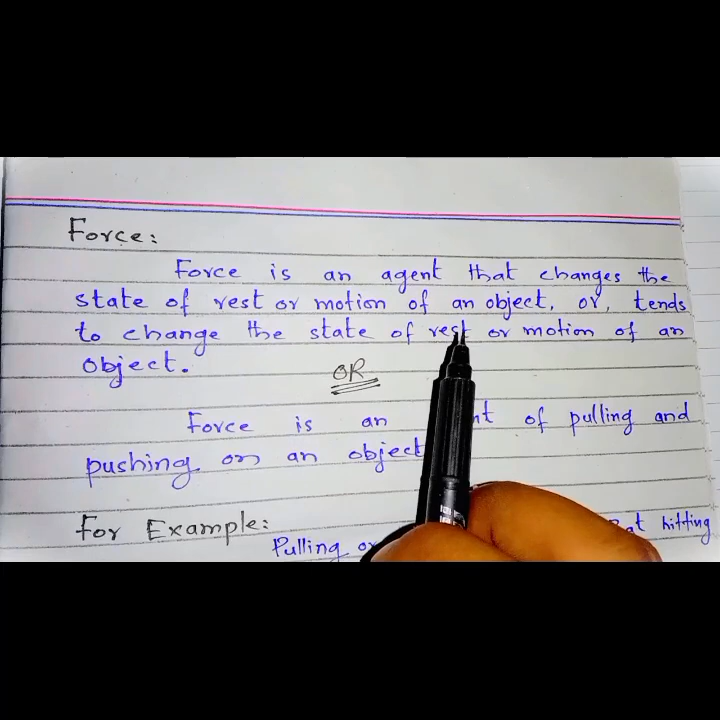 Force:
Force is an agent that changes the
state of rest or motion of an object, or, tends
to change the state of rest or motion of an
object.
OR
Force is an of pulling and
pushing on an object
For Example:
Pulling or hitting